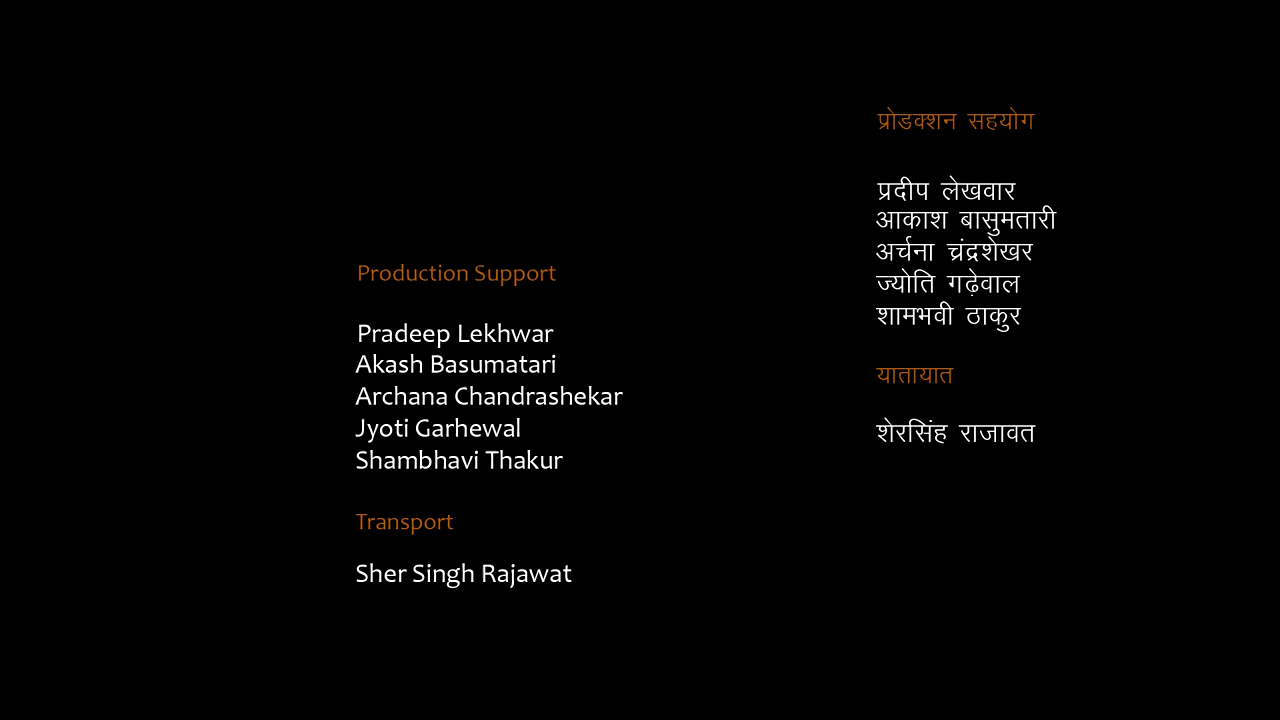 Production Support
Pradeep Lekhwar
Akash Basumatari
Archana Chandrashekar
Jyoti Garhewal
Shambhavi Thakur
Transport
Sher Singh Rajawat
प्रोडक्शन सहयोग
प्रदीप लेखवार
आकाश बासुमतारी
अर्चना च्रंद्रशेखर
ज्योति गढ़ेवाल
शामभवी ठाकुर
यातायात
शेरसिंह राजावत